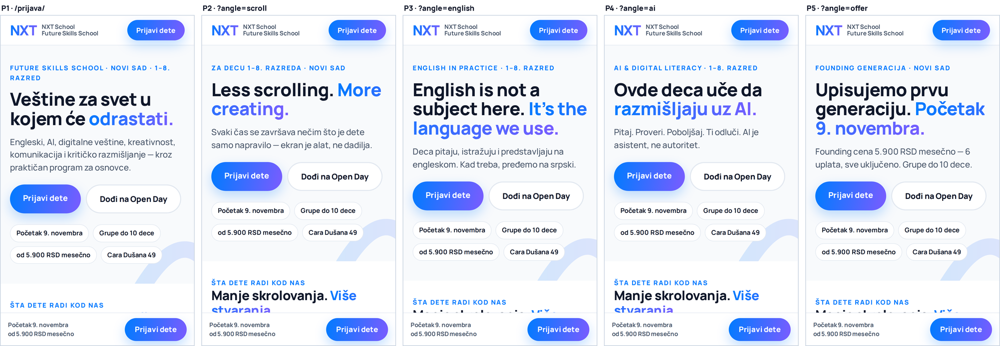 P1 · /prijava/
NXT
NXT School
Future Skills School
Prijavi dete
FUTURE SKILLS SCHOOL · NOVI SAD · 1–8.
RAZRED
Veštine za svet u
kojem će odrastati.
Engleski, AI, digitalne veštine, kreativnost,
komunikacija i kritičko razmišljanje — kroz
praktičan program za osnovce.
Prijavi dete
Dođi na Open Day
Početak 9. novembra
Grupe do 10 dece
od 5.900 RSD mesečno
Cara Dušana 49
ŠTA DETE RADI KOD NAS
Početak 9. novembra
od 5.900 RSD mesečno
Prijavi dete
P2 · ?angle=scroll
NXT
NXT School
Future Skills School
Prijavi dete
ZA DECU 1–8. RAZREDA · NOVI SAD
Less scrolling. More
creating.
Svaki čas se završava nečim što je dete
samo napravilo — ekran je alat, ne dadilja.
Prijavi dete
Dođi na Open Day
Početak 9. novembra
Grupe do 10 dece
od 5.900 RSD mesečno
Cara Dušana 49
ŠTA DETE RADI KOD NAS
Manje skrolovanja. Više
stvaranja
Početak 9. novembra
od 5.900 RSD mesečno
Prijavi dete
P3 · ?angle=english
NXT
NXT School
Future Skills School
Prijavi dete
ENGLISH IN PRACTICE · 1–8. RAZRED
English is not a
subject here. It's the
language we use.
Deca pitaju, istražuju i predstavljaju na
engleskom. Kad treba, pređemo na srpski.
Prijavi dete
Dođi na Open Day
Početak 9. novembra
Grupe do 10 dece
od 5.900 RSD mesečno
Cara Dušana 49
ŠTA DETE RADI KOD NAS
Manje skrolovanja. Više
Početak 9. novembra
od 5.900 RSD mesečno
Prijavi dete
P4 · ?angle=ai
NXT
NXT School
Future Skills School
Prijavi dete
AI & DIGITAL LITERACY · 1–8. RAZRED
Ovde deca uče da
razmišljaju uz AI.
Pitaj. Proveri. Poboljšaj. Ti odluči. AI je
asistent, ne autoritet.
Prijavi dete
Dođi na Open Day
Početak 9. novembra
Grupe do 10 dece
od 5.900 RSD mesečno
Cara Dušana 49
ŠTA DETE RADI KOD NAS
Manje skrolovanja. Više
stvaranja
Početak 9. novembra
od 5.900 RSD mesečno
Prijavi dete
P5 · ?angle=offer
NXT
NXT School
Future Skills School
Prijavi dete
FOUNDING GENERACIJA · NOVI SAD
Upisujemo prvu
generaciju. Početak
9. novembra.
Founding cena 5.900 RSD mesečno — 6
uplata, sve uključeno. Grupe do 10 dece.
Prijavi dete
Dođi na Open Day
Početak 9. novembra
Grupe do 10 dece
od 5.900 RSD mesečno
Cara Dušana 49
ŠTA DETE RADI KOD NAS
Manje skrolovanja. Više
Početak 9. novembra
od 5.900 RSD mesečno
Prijavi dete